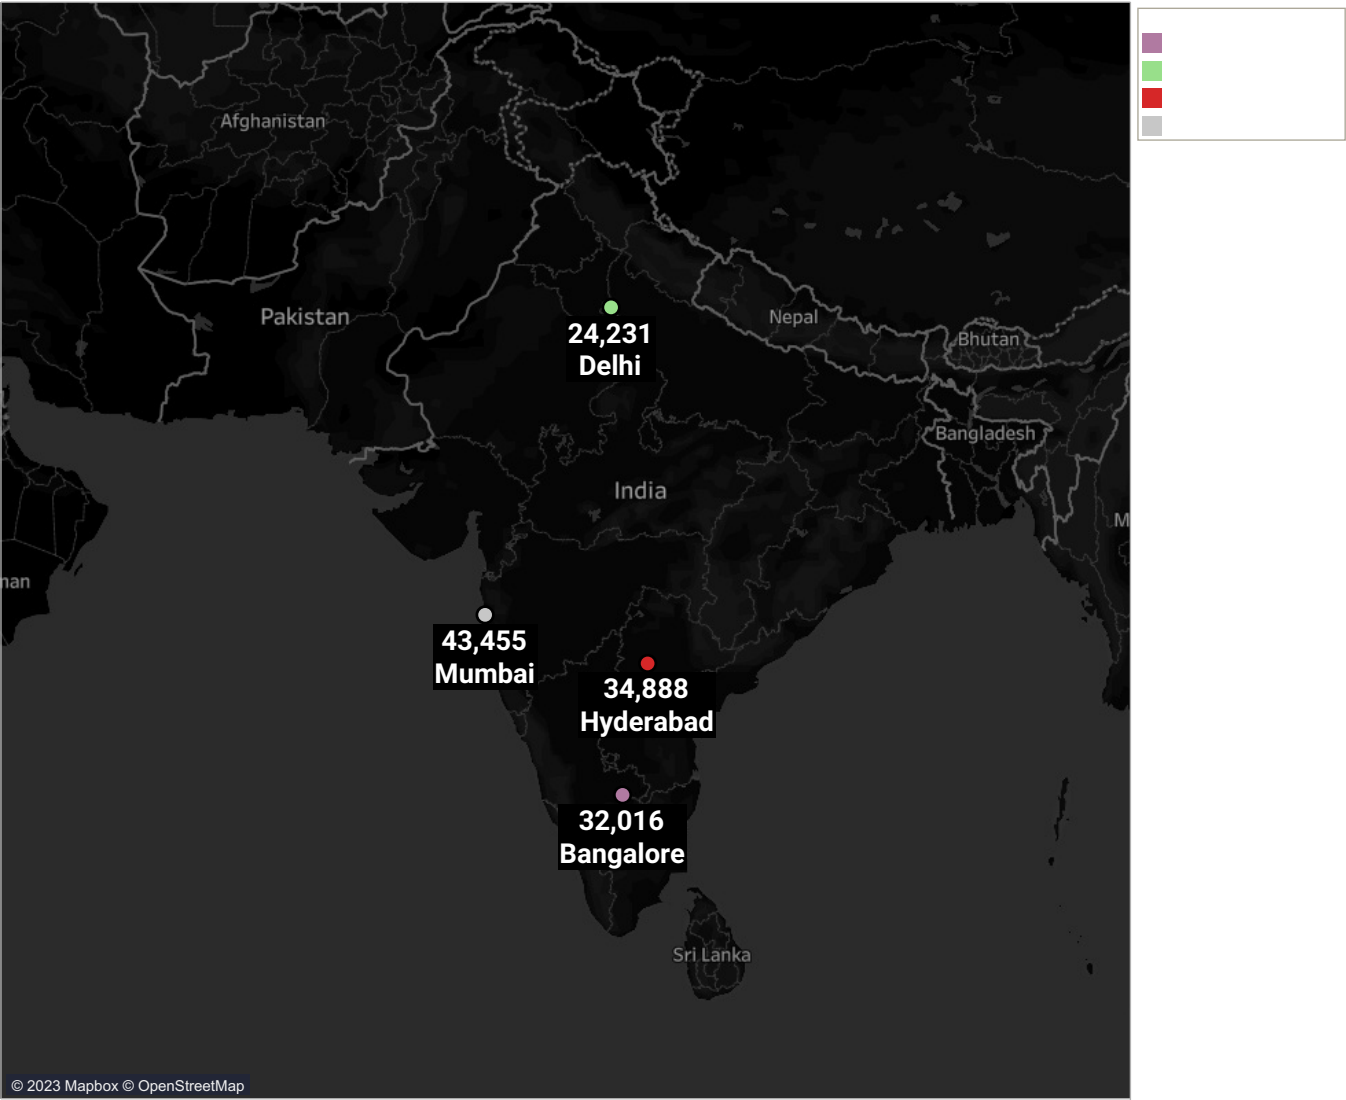 Afghanistan
Pakistan
Nepal
Bhutan
24,231
Delhi
Bangladesh
India
M
nan
43,455
Mumbai
34,888
Hyderabad
32,016
Bangalore
Sri Lanka
© 2023 Mapbox © OpenStreetMap